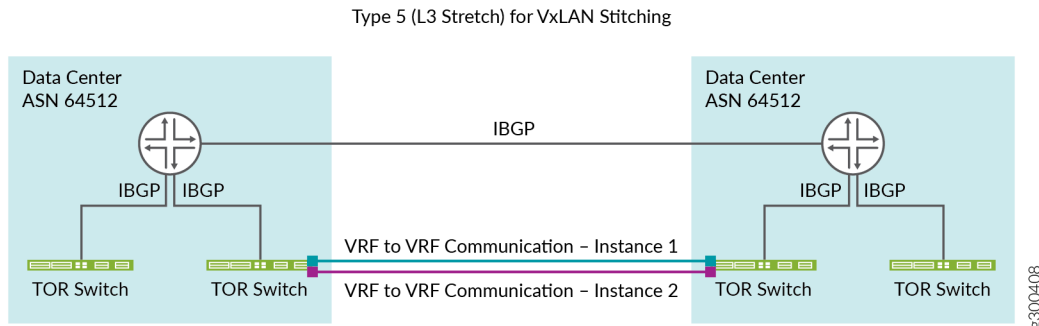 Type 5 (L3 Stretch) for VxLAN Stitching
Data Center
ASN 64512
Data Center
ASN 64512
IBGP
IBGP
IBGP
IBGP
IBGP
VRF to VRF Communication – Instance 1
VRF to VRF Communication – Instance 2
TOR Switch
TOR Switch
TOR Switch
TOR Switch
g300408